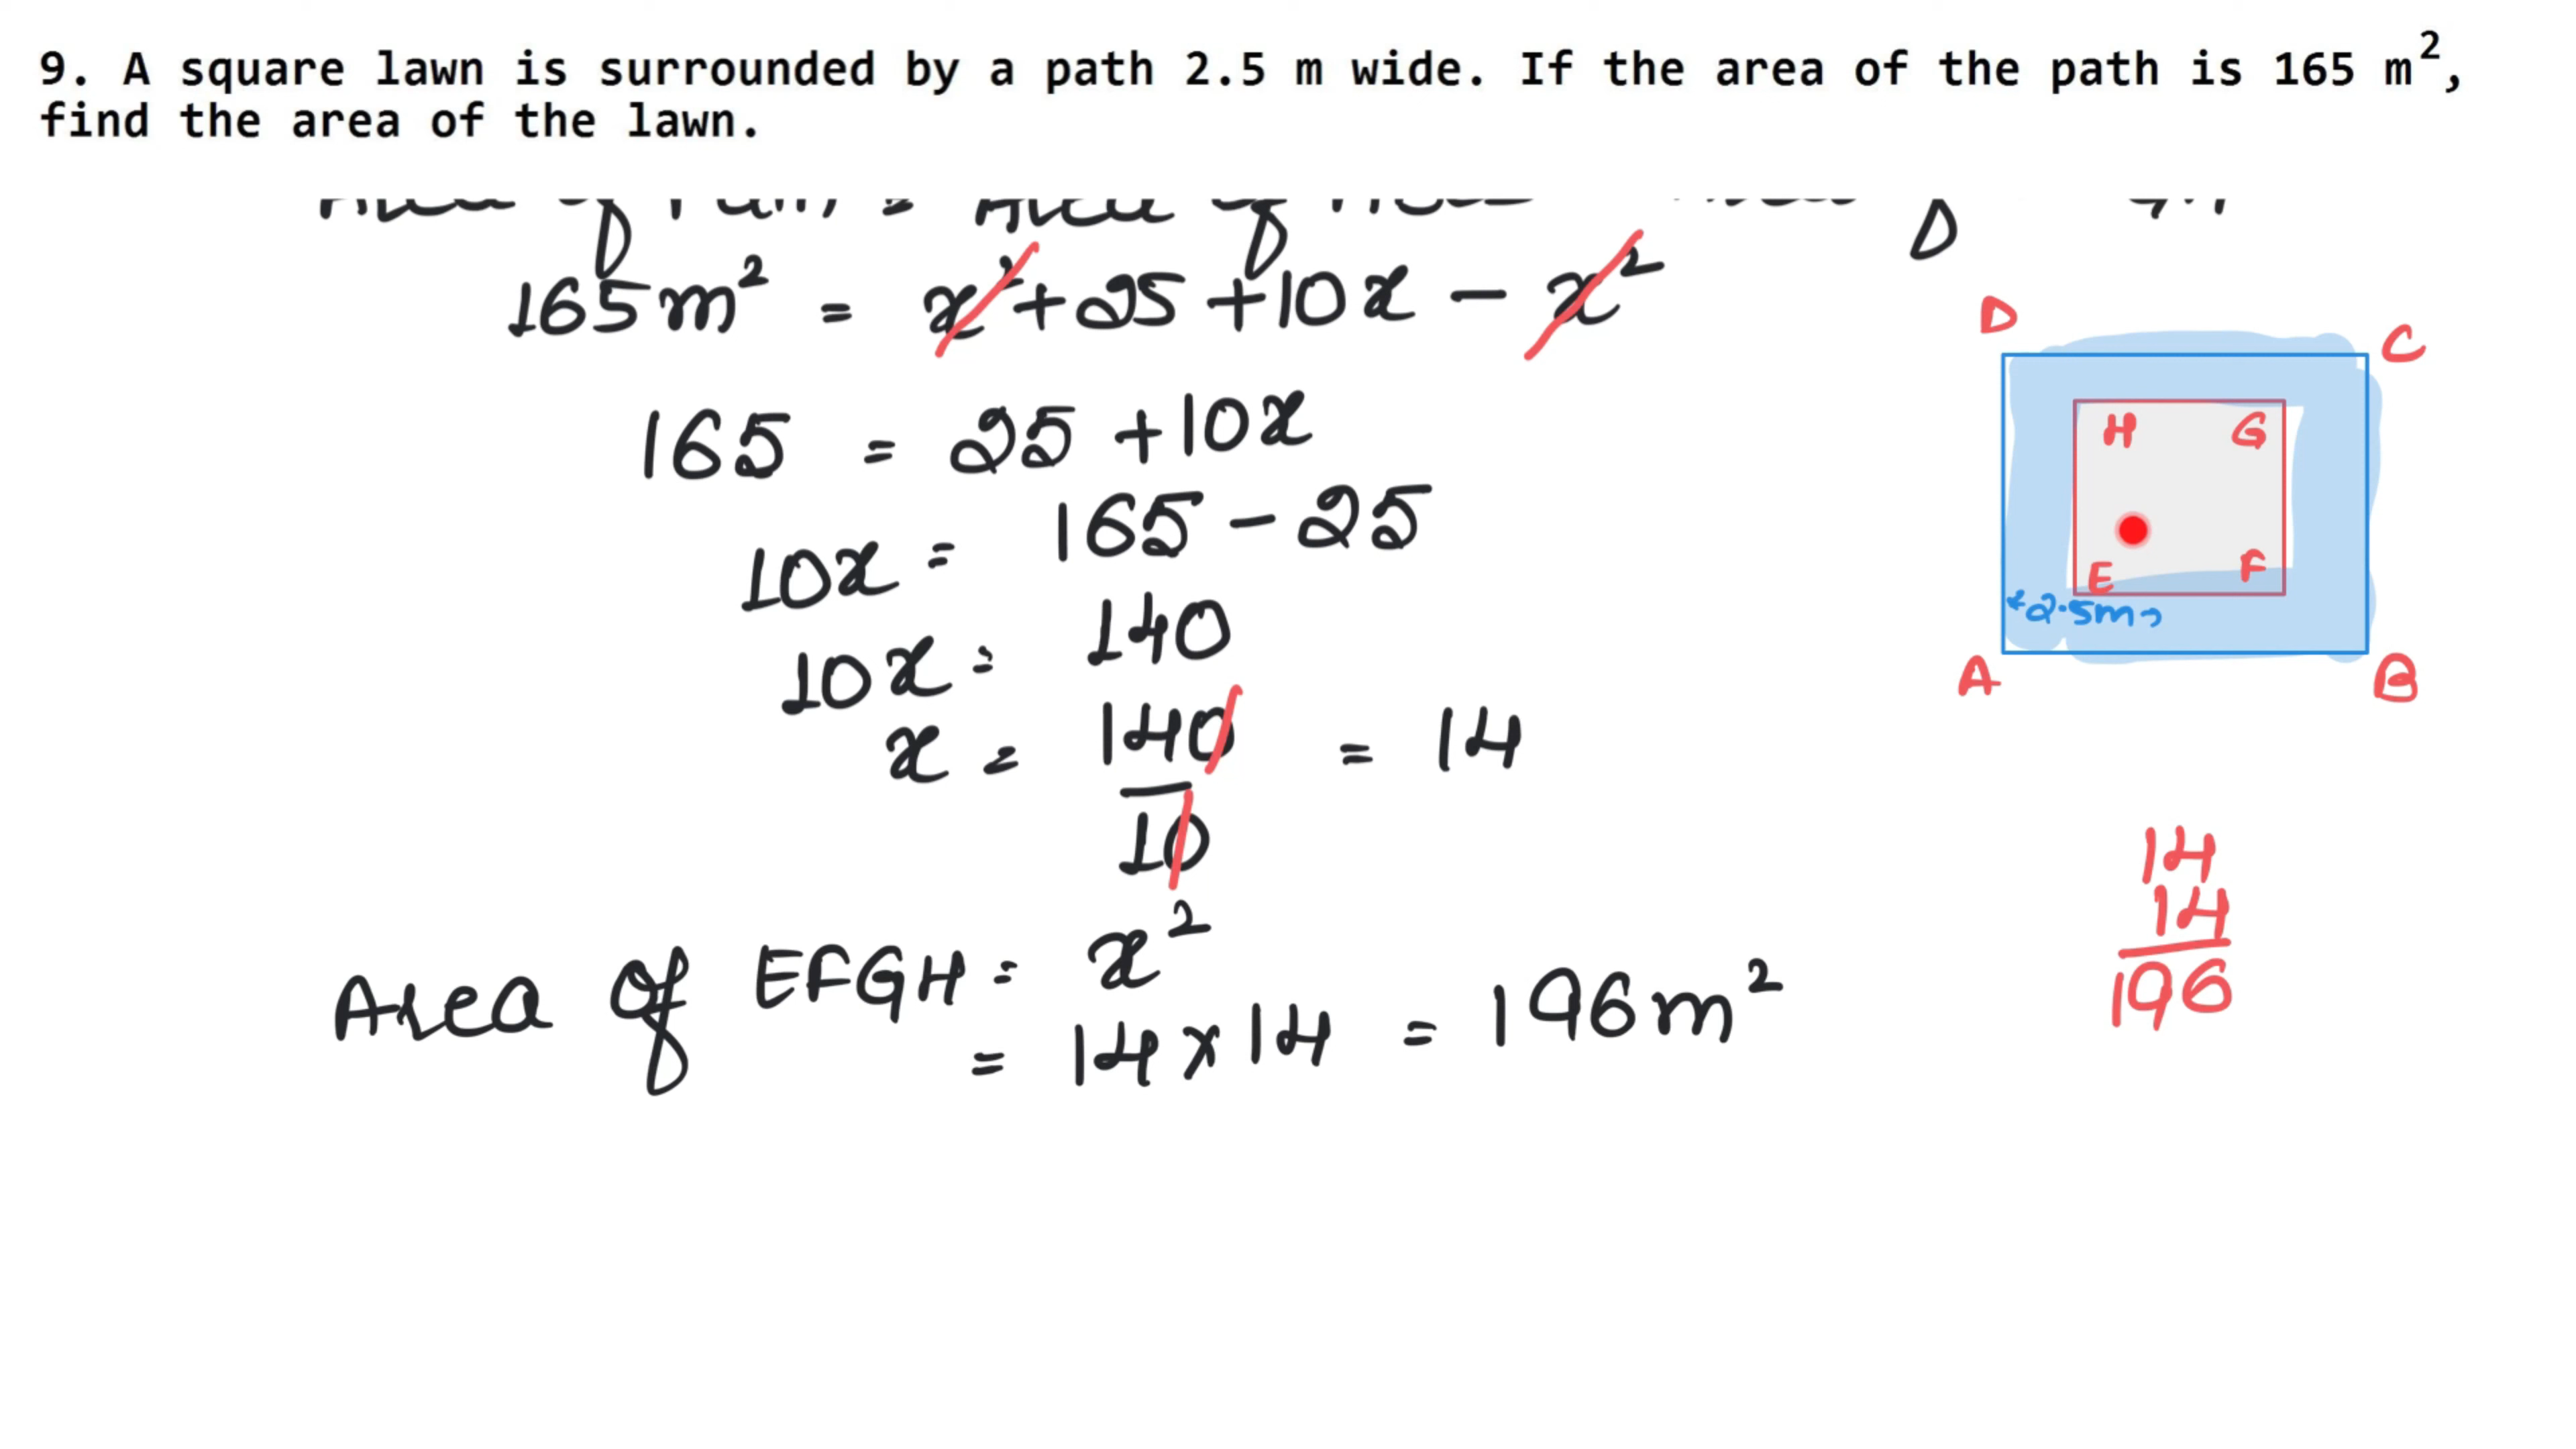 9. A square lawn is surrounded by a path 2.5 m wide. If the area of the path is 165 m²,
find the area of the lawn.
165m² = x² + 25 + 10x − x²
165 = 25 + 10x
10x = 165 − 25
10x = 140
x = 140/10 = 14
Area of EFGH = x²
= 14 × 14 = 196m²
D
C
H
G
E
F
2.5m
A
B
14
14
196